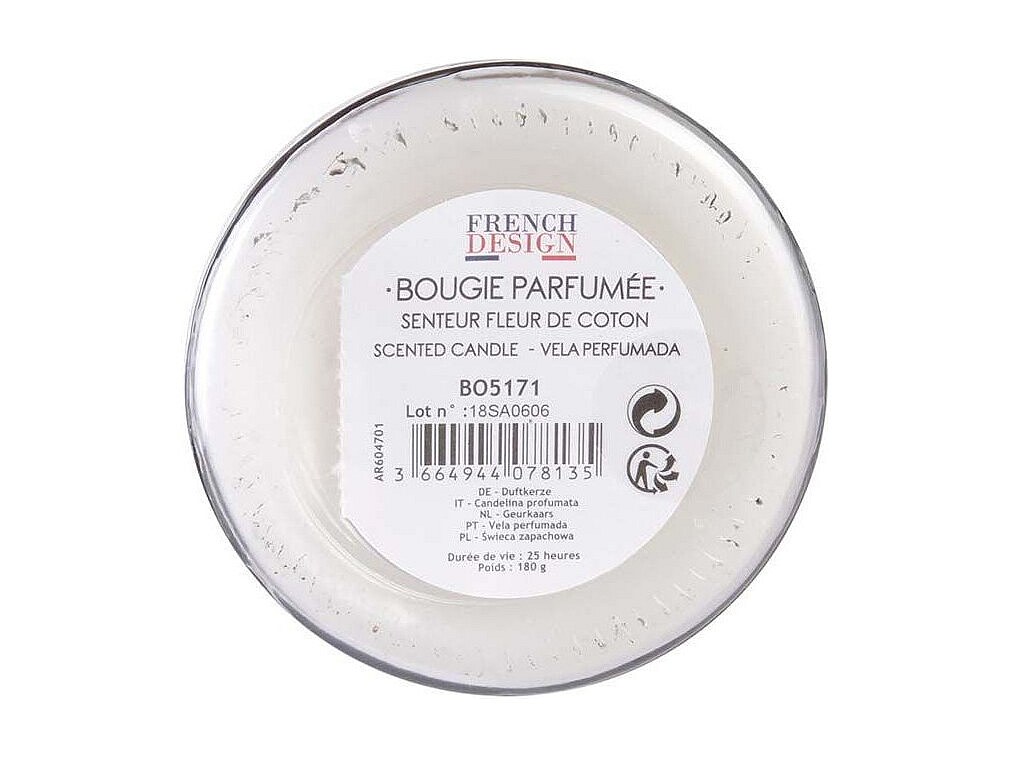 FRENCH
DESIGN
·BOUGIE PARFUMÉE·
SENTEUR FLEUR DE COTON
SCENTED CANDLE - VELA PERFUMADA
BO5171
Lot n° :18SA0606
AR604701
3 664944 078135
DE - Duftkerze
IT - Candelina profumata
NL - Geurkaars
PT - Vela perfumada
PL - Świeca zapachowa
Durée de vie : 25 heures
Poids : 180 g